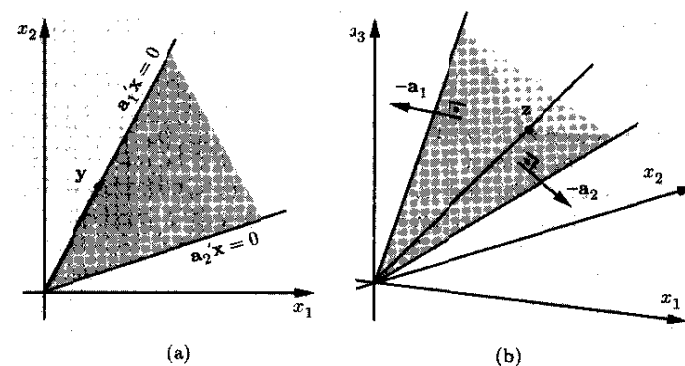 x₂
a₁′x = 0
y
a₂′x = 0
x₁
(a)
x₃
−a₁
z
−a₂
x₂
x₁
(b)